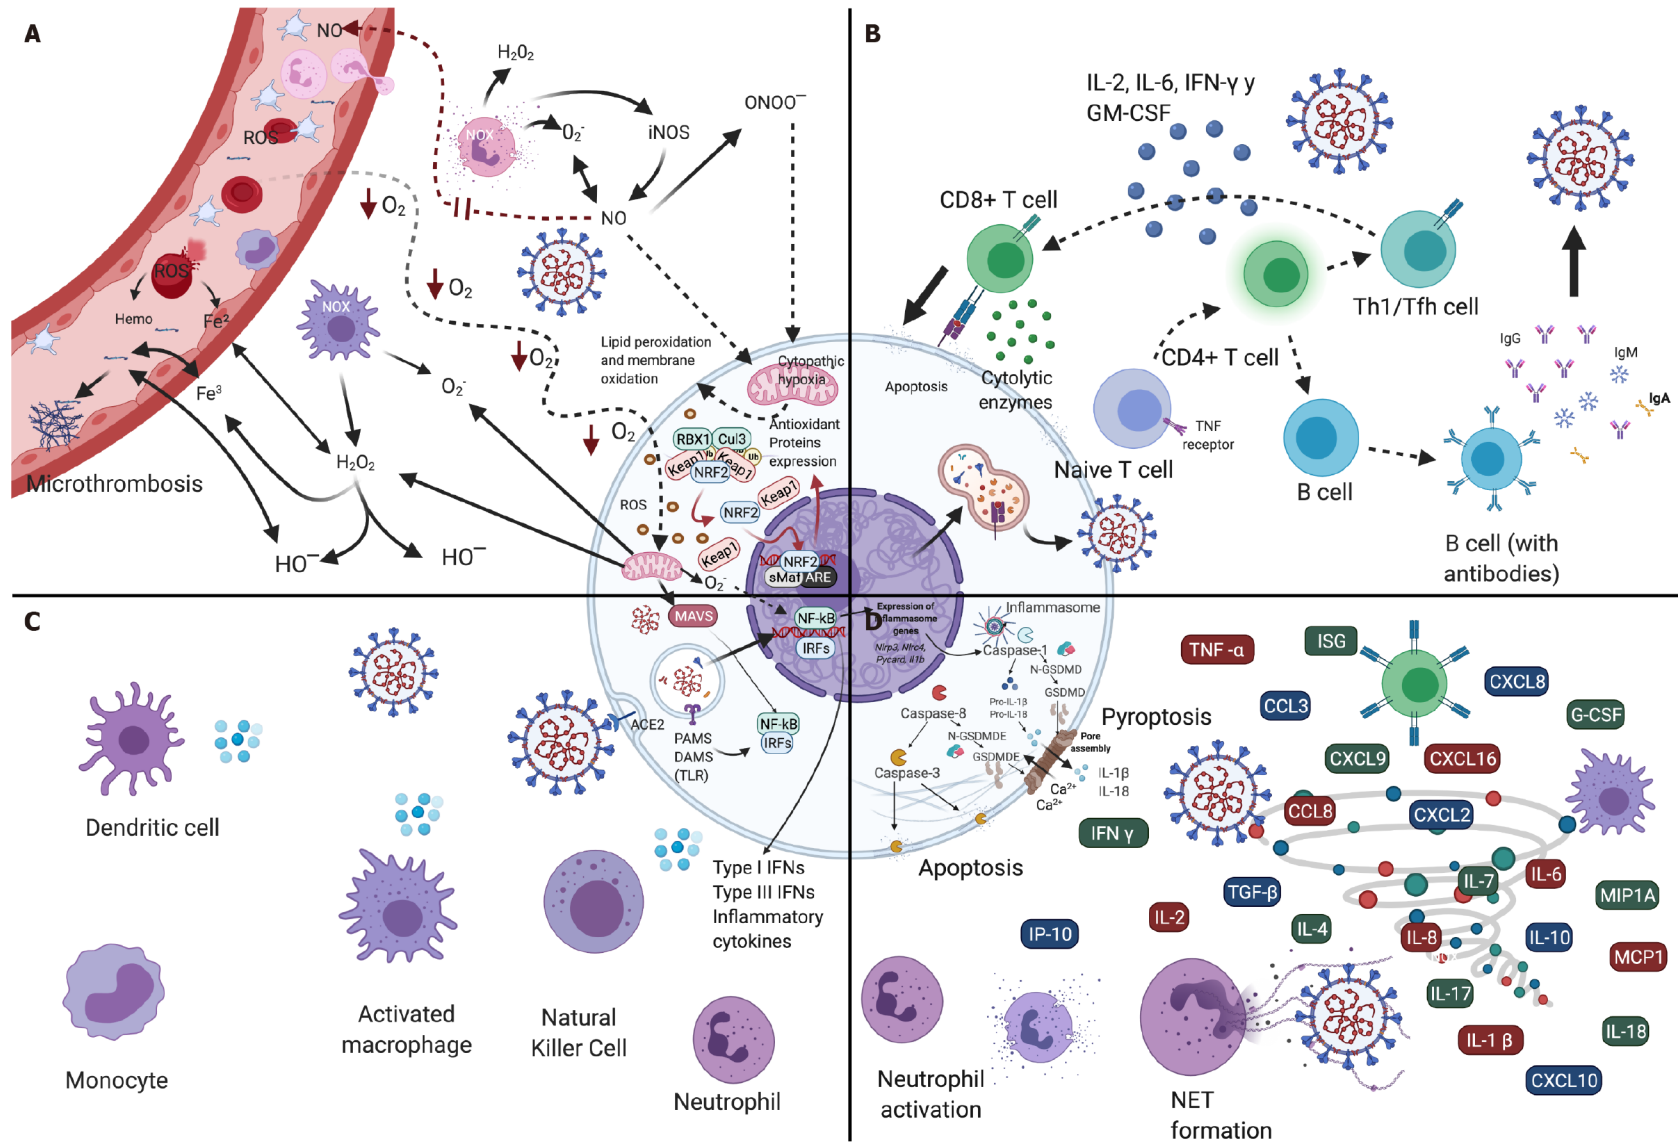 A
NO
H₂O₂
ONOO⁻
NOX
O₂⁻
iNOS
ROS
O₂
NO
ROS
NOX
O₂
Hemo
Fe²
O₂
Lipid peroxidation
and membrane
oxidation
Cytopathic
hypoxia
Fe³
O₂⁻
O₂
Antioxidant
Proteins
expression
RBX1
Cul3
Ub
Keap1
Keap1
NRF2
Microthrombosis
H₂O₂
ROS
Keap1
NRF2
Keap1
NRF2
sMaf
ARE
HO⁻
HO⁻
O₂⁻
B
IL-2, IL-6, IFN-γ y
GM-CSF
CD8+ T cell
Th1/Tfh cell
Apoptosis
Cytolytic
enzymes
CD4+ T cell
IgG
IgM
IgA
TNF
receptor
Naive T cell
B cell
B cell (with
antibodies)
C
MAVS
NF-kB
IRFs
ACE2
NF-kB
IRFs
PAMS
DAMS
(TLR)
Dendritic cell
Type I IFNs
Type III IFNs
Inflammatory
cytokines
Activated
macrophage
Natural
Killer Cell
Monocyte
Neutrophil
D
Expression of
nflammasome
genes
Nlrp3, Nlrc4,
Pycard, Il1b
Inflammasome
Caspase-1
N-GSDMD
GSDMD
Pro-IL-1β
Pro-IL-18
Caspase-8
N-GSDMDE
GSDMDE
Caspase-3
Pyroptosis
Pore
assembly
IL-1β
IL-18
Ca²⁺
Ca²⁺
Apoptosis
TNF -α
ISG
CXCL8
CCL3
G-CSF
CXCL9
CXCL16
CCL8
CXCL2
IFN γ
IL-7
IL-6
TGF-β
MIP1A
IL-2
IL-4
IP-10
IL-8
IL-10
NOX
MCP1
IL-17
IL-18
IL-1 β
CXCL10
Neutrophil
activation
NET
formation